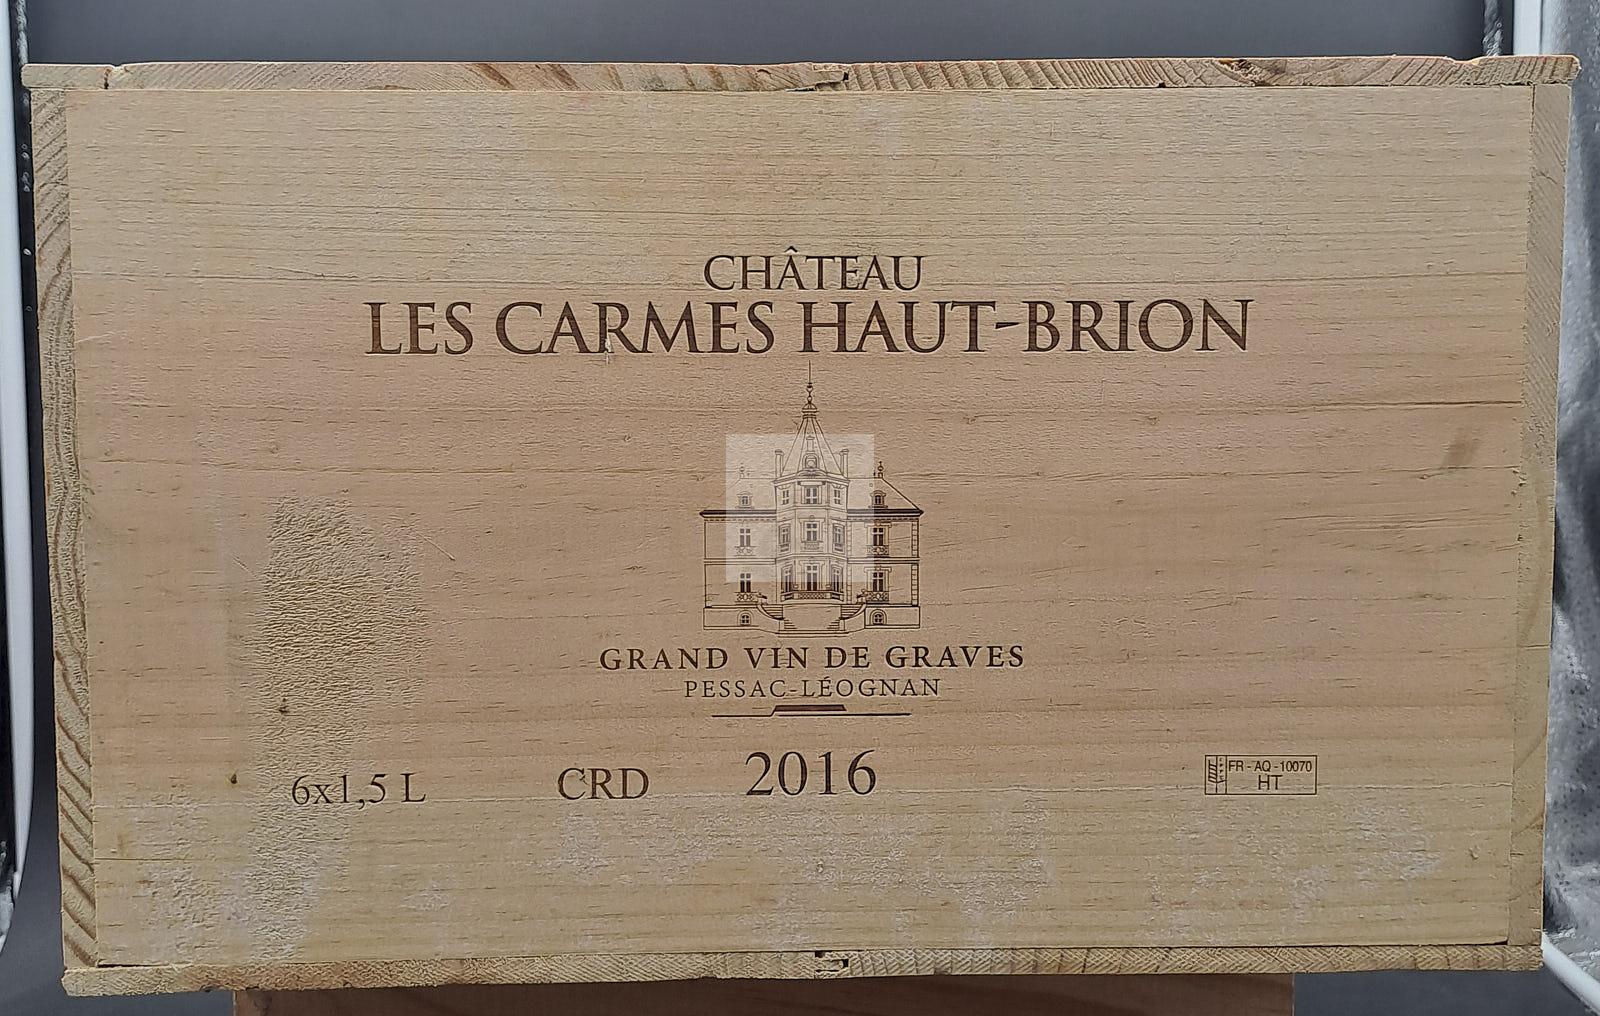 CHÂTEAU
LES CARMES HAUT-BRION
GRAND VIN DE GRAVES
PESSAC-LÉOGNAN
6x1,5 L CRD 2016
FR - AQ - 10070
HT